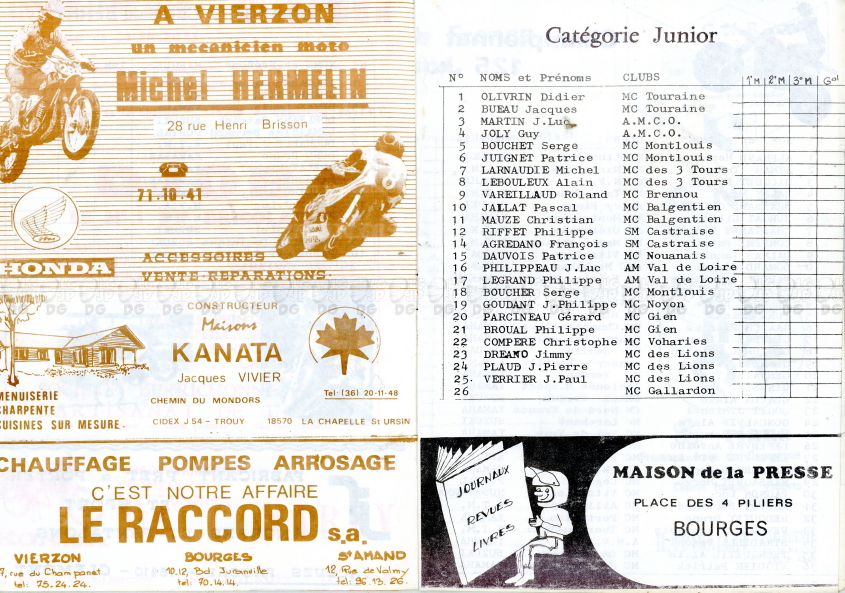 A VIERZON
un mecanicien moto
Michel HERMELIN
28 rue Henri Brisson
71.10.41
HONDA
ACCESSOIRES
VENTE-REPARATIONS-
CONSTRUCTEUR
Maisons
KANATA
Jacques VIVIER
CHEMIN DU MONDORS
Tel·(36) 20-11-48
MENUISERIE
CHARPENTE
CUISINES SUR MESURE-
CIDEX J54 - TROUY 18570 LA CHAPELLE St URSIN
CHAUFFAGE POMPES ARROSAGE
C'EST NOTRE AFFAIRE
LE RACCORD s.a.
VIERZON
7, rue du Champanet
tel: 75.24.24.
BOURGES
10.12, Bd. Juranville
tel: 70.14.14.
St AMAND
12, Rue de Valmy
tel: 96.13.26.
Catégorie Junior
N° NOMS et Prénoms CLUBS 1°M 2°M 3°M Gal
1 OLIVRIN Didier MC Touraine
2 BUEAU Jacques MC Touraine
3 MARTIN J.Luc A.M.C.O.
4 JOLY Guy A.M.C.O.
5 BOUCHET Serge MC Montlouis
6 JUIGNET Patrice MC Montlouis
7 LARNAUDIE Michel MC des 3 Tours
8 LEBOULEUX Alain MC des 3 Tours
9 VAREILLAUD Roland MC Brennou
10 JALLAT Pascal MC Balgentien
11 MAUZE Christian MC Balgentien
12 RIFFET Philippe SM Castraise
14 AGREDANO François SM Castraise
15 DAUVOIS Patrice MC Nouanais
16 PHILIPPEAU J.Luc AM Val de Loire
17 LEGRAND Philippe AM Val de Loire
18 BOUCHER Serge MC Montlouis
19 ROUDANT J.Philippe MC Noyon
20 PARCINEAU Gérard MC Gien
21 BROUAL Philippe MC Gien
22 COMPERE Christophe MC Voharies
23 DREANO Jimmy MC des Lions
24 PLAUD J.Pierre MC des Lions
25. VERRIER J.Paul MC des Lions
26 MC Gallardon
JOURNAUX
REVUES
LIVRES
MAISON de la PRESSE
PLACE DES 4 PILIERS
BOURGES